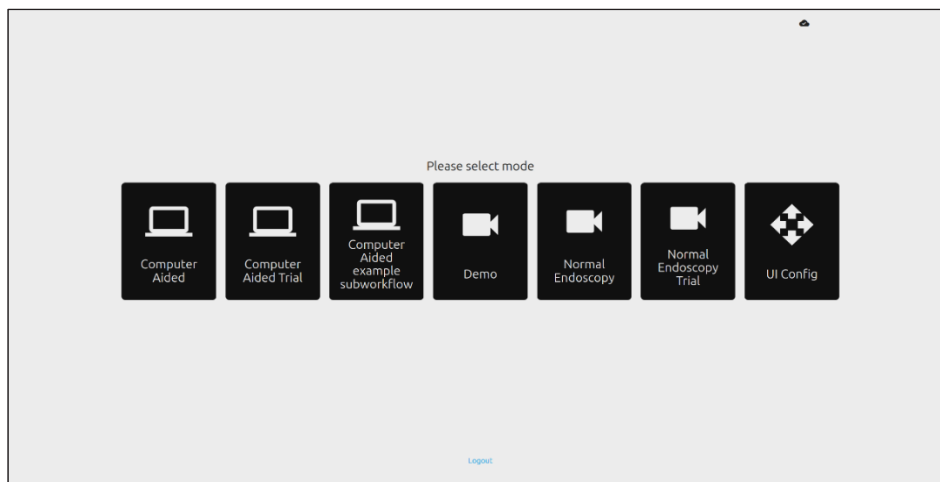 Please select mode
Computer
Aided
Computer
Aided Trial
Computer
Aided
example
subworkflow
Demo
Normal
Endoscopy
Normal
Endoscopy
Trial
UI Config
Logout